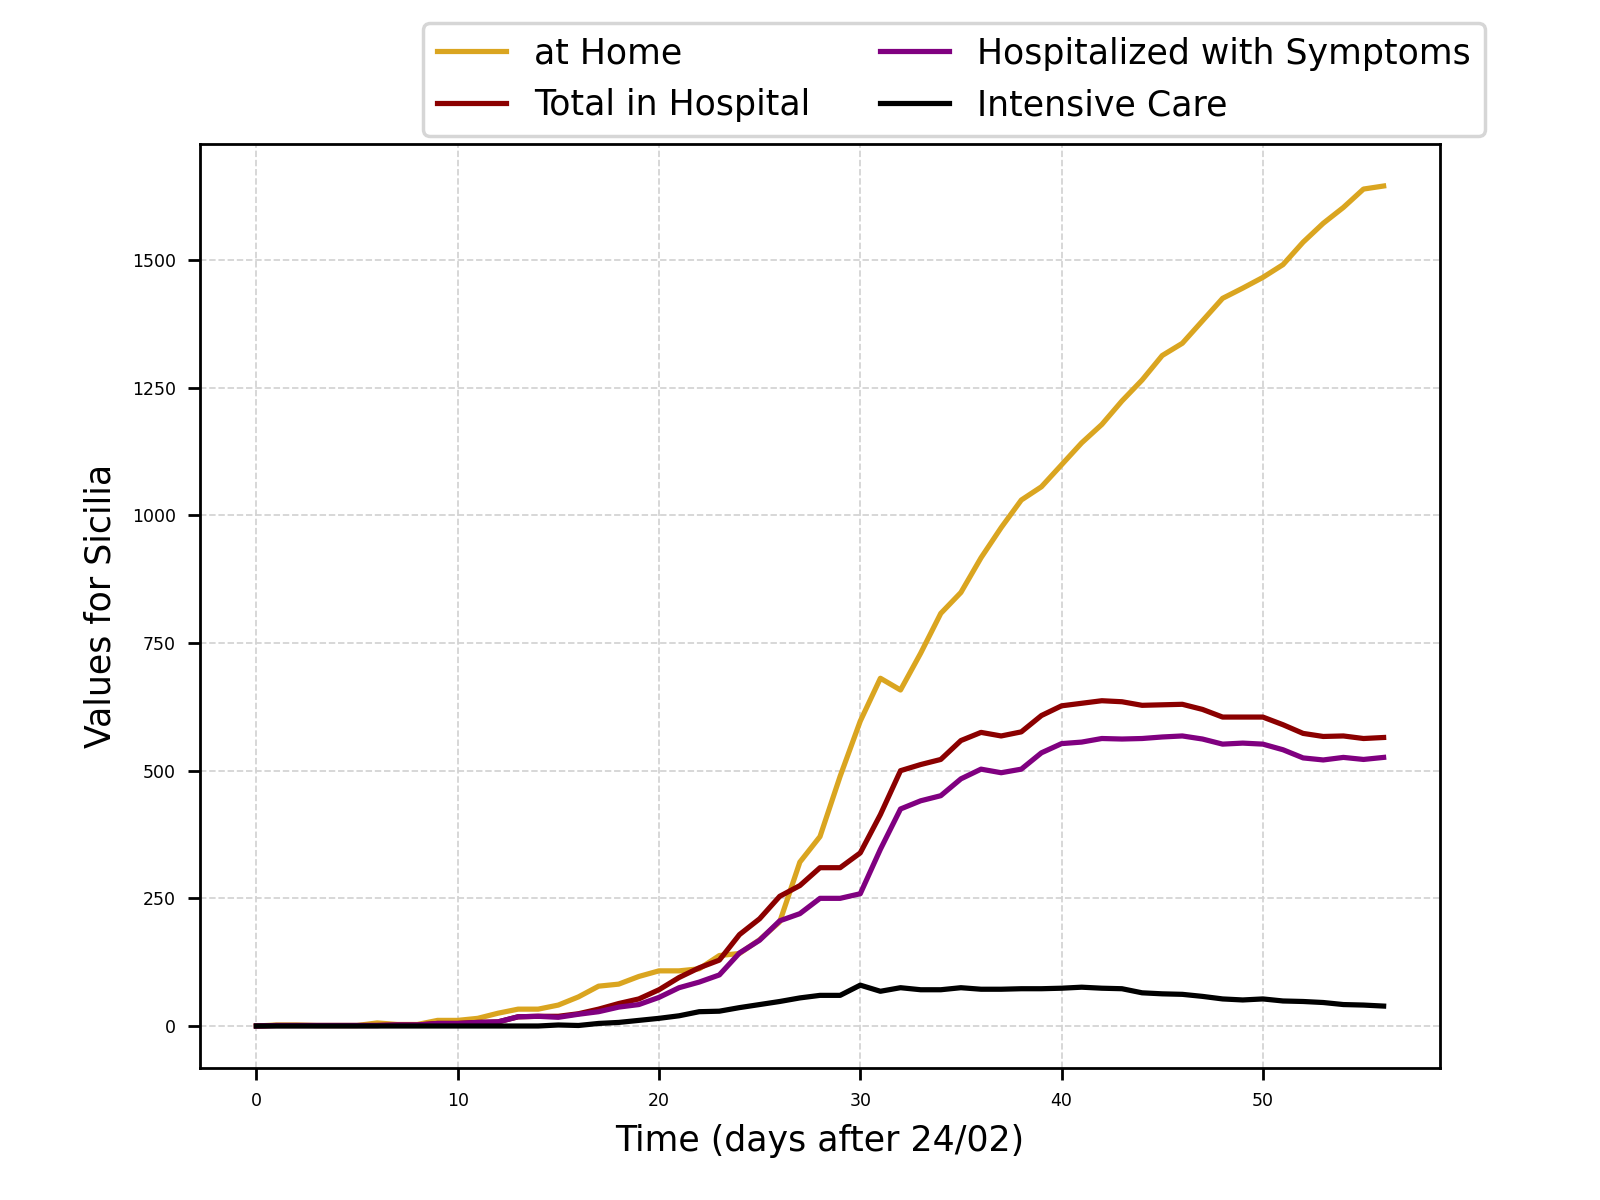 at Home
Hospitalized with Symptoms
Total in Hospital
Intensive Care
1500
1250
1000
750
500
250
0
Values for Sicilia
0 10 20 30 40 50
Time (days after 24/02)